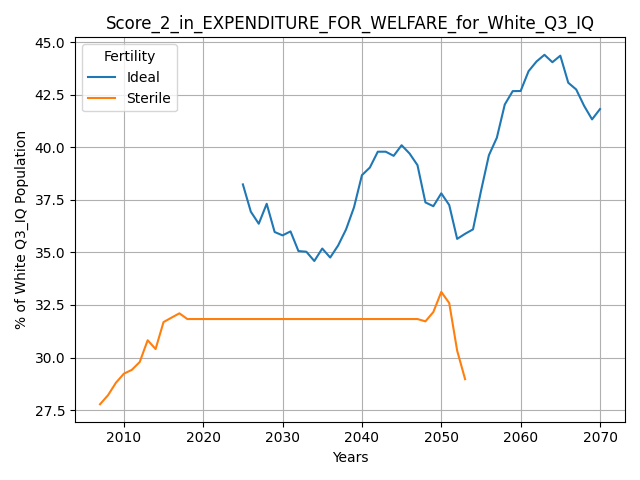 Score_2_in_EXPENDITURE_FOR_WELFARE_for_White_Q3_IQ
45.0
42.5
40.0
37.5
35.0
32.5
30.0
27.5
% of White Q3_IQ Population
Fertility
Ideal
Sterile
2010 2020 2030 2040 2050 2060 2070
Years